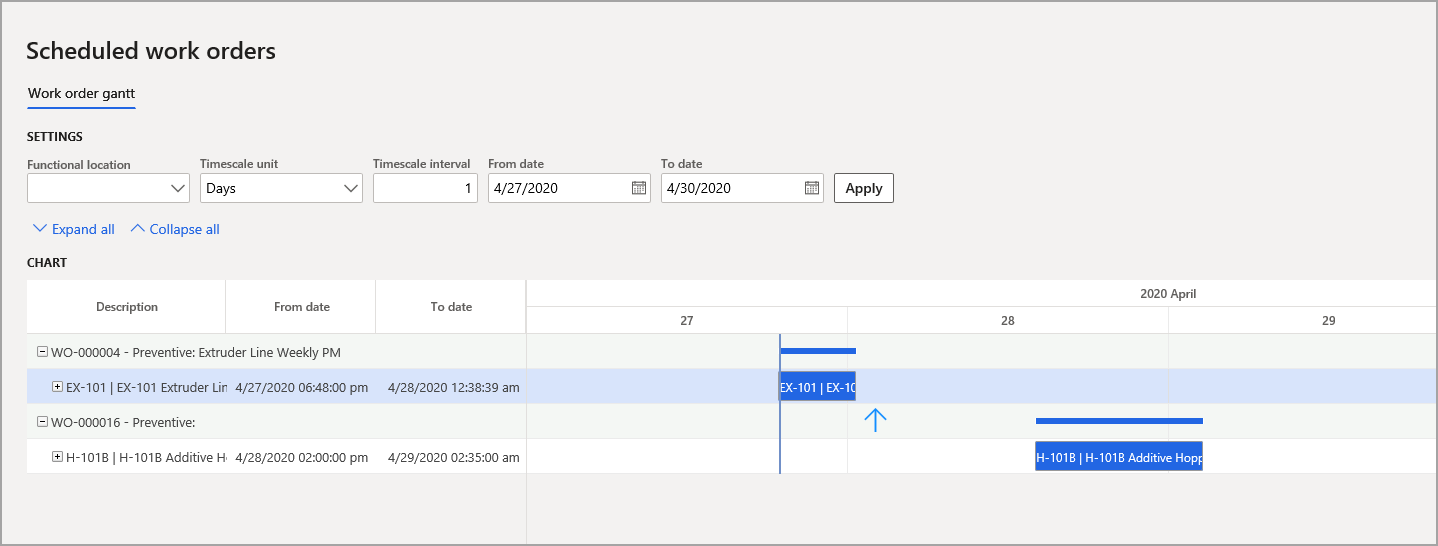 Scheduled work orders
Work order gantt
SETTINGS
Functional location Timescale unit Timescale interval From date To date
Days 1 4/27/2020 4/30/2020 Apply
Expand all Collapse all
CHART
Description From date To date 2020 April
27 28 29
WO-000004 - Preventive: Extruder Line Weekly PM
EX-101 | EX-101 Extruder Lin 4/27/2020 06:48:00 pm 4/28/2020 12:38:39 am EX-101 | EX-10
WO-000016 - Preventive:
H-101B | H-101B Additive Ho 4/28/2020 02:00:00 pm 4/29/2020 02:35:00 am H-101B | H-101B Additive Hopp